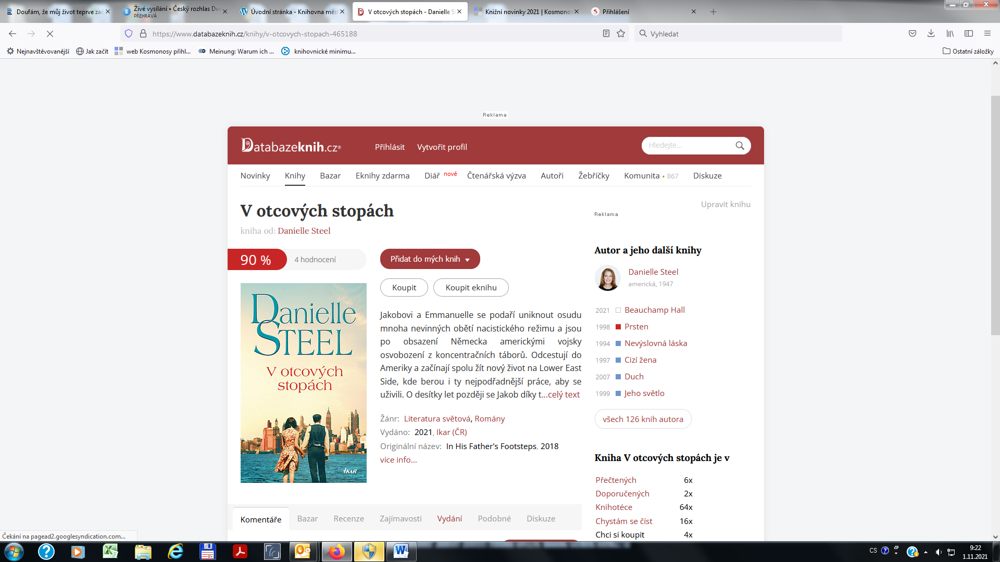 Doufám, že můj život teprve zač
Živé vysílání • Český rozhlas Dvo
PŘEHRÁVÁ
Úvodní stránka - Knihovna měst
V otcových stopách - Danielle S
Knižní novinky 2021 | Kosmonos
Přihlášení
https://www.databazeknih.cz/knihy/v-otcovych-stopach-465188
Vyhledat
Nejnavštěvovanější
Jak začít
web Kosmonosy přihl...
Meinung: Warum ich ...
knihovnické minimu...
Ostatní záložky
Reklama
Databazeknih.cz®
Přihlásit
Vytvořit profil
Hledejte...
Novinky
Knihy
Bazar
Eknihy zdarma
Diář nové
Čtenářská výzva
Autoři
Žebříčky
Komunita • 867
Diskuze
V otcových stopách
kniha od: Danielle Steel
Upravit knihu
Reklama
90 %
4 hodnocení
Přidat do mých knih
Koupit
Koupit eknihu
Danielle
STEEL
V otcových
stopách
IKAR
Jakobovi a Emmanuelle se podaří uniknout osudu
mnoha nevinných obětí nacistického režimu a jsou
po obsazení Německa americkými vojsky
osvobození z koncentračních táborů. Odcestují do
Ameriky a začínají spolu žít nový život na Lower East
Side, kde berou i ty nejpodřadnější práce, aby se
uživili. O desítky let později se Jakob díky t...celý text
Žánr: Literatura světová, Romány
Vydáno: 2021, Ikar (ČR)
Originální název: In His Father's Footsteps, 2018
více info...
Autor a jeho další knihy
Danielle Steel
americká, 1947
2021 Beauchamp Hall
1998 Prsten
1994 Nevýslovná láska
1997 Cizí žena
2007 Duch
1999 Jeho světlo
všech 126 knih autora
Kniha V otcových stopách je v
Přečtených 6x
Doporučených 2x
Knihotéce 64x
Chystám se číst 16x
Chci si koupit 4x
Komentáře
Bazar
Recenze
Zajímavosti
Vydání
Podobné
Diskuze
Čekání na pagead2.googlesyndication.com...
CS
9:22
1.11.2021